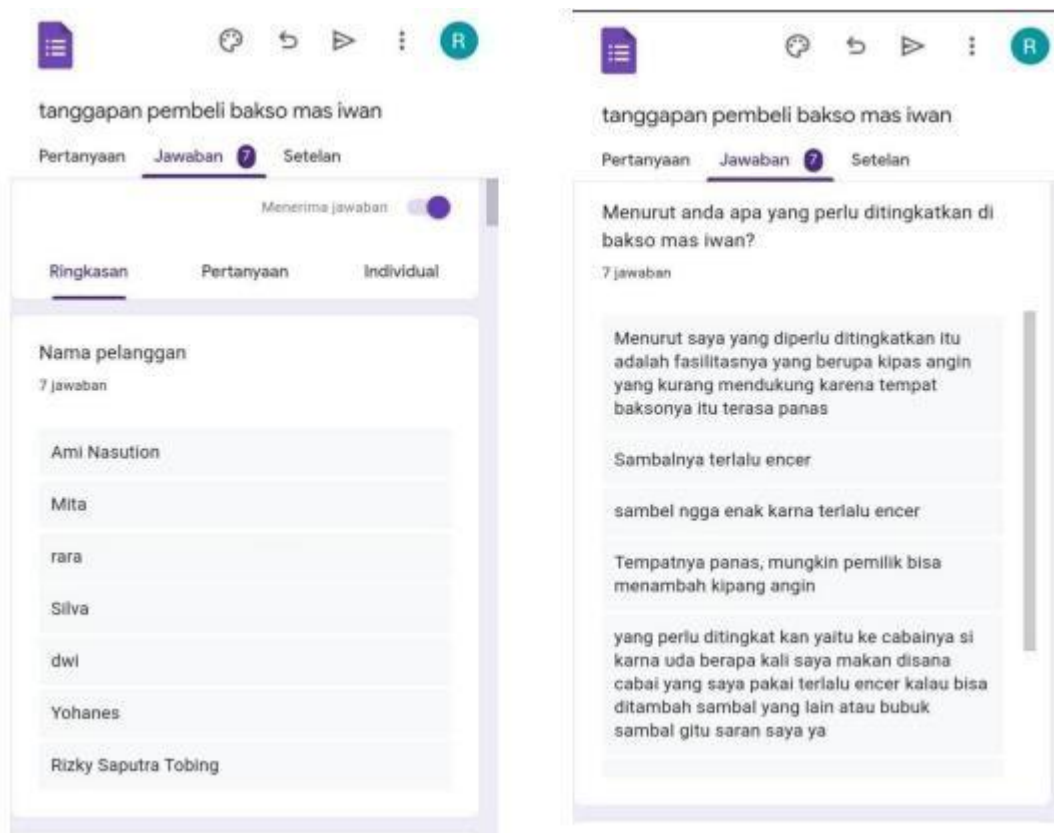 R
tanggapan pembeli bakso mas iwan
Pertanyaan Jawaban 7 Setelan
Menerima jawaban
Ringkasan Pertanyaan Individual
Nama pelanggan
7 jawaban
Ami Nasution
Mita
rara
Silva
dwi
Yohanes
Rizky Saputra Tobing
R
tanggapan pembeli bakso mas iwan
Pertanyaan Jawaban 7 Setelan
Menurut anda apa yang perlu ditingkatkan di
bakso mas iwan?
7 jawaban
Menurut saya yang diperlu ditingkatkan itu
adalah fasilitasnya yang berupa kipas angin
yang kurang mendukung karena tempat
baksonya itu terasa panas
Sambalnya terlalu encer
sambel ngga enak karna terlalu encer
Tempatnya panas, mungkin pemilik bisa
menambah kipang angin
yang perlu ditingkat kan yaitu ke cabainya si
karna uda berapa kali saya makan disana
cabai yang saya pakai terlalu encer kalau bisa
ditambah sambal yang lain atau bubuk
sambal gitu saran saya ya